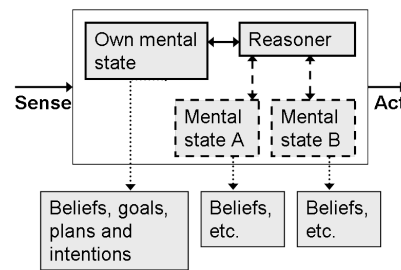 Own mental
state
Reasoner
Sense
Act
Mental
state A
Mental
state B
Beliefs, goals,
plans and
intentions
Beliefs,
etc.
Beliefs,
etc.